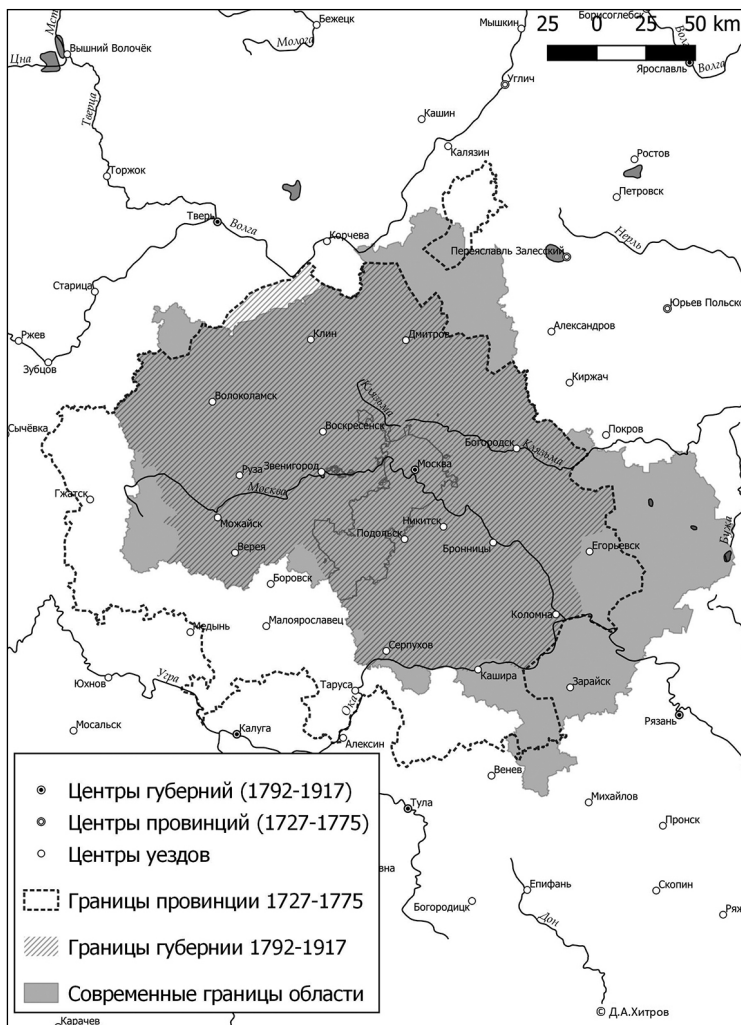 Бежецк
Мышкин
Борисоглебск
25 0 25 50 km
Мста
Молога
Волга
Вышний Волочёк
Цна
Ярославль
Волга
Углич
Тверца
Кашин
Калязин
Торжок
Ростов
Петровск
Тверь
Волга
Корчева
Нерль
Переяславль Залесский
Старица
Юрьев Польско
Ржев
Зубцов
Клин
Дмитров
Александров
Киржач
Волоколамск
Клязьма
Сычёвка
Воскресенск
Богородск
Клязьма
Покров
Руза
Звенигород
Москва
Москва
Гжатск
Можайск
Никитск
Подольск
Верея
Бронницы
Егорьевск
Бужа
Боровск
Малоярославец
Медынь
Коломна
Серпухов
Юхнов
Угра
Таруса
Кашира
Зарайск
Ока
Мосальск
Калуга
Алексин
Рязань
Венев
Центры губерний (1792-1917)
Тула
Михайлов
Центры провинций (1727-1775)
Пронск
Центры уездов
вна
Епифань
Скопин
Границы провинции 1727-1775
Богородицк
Ряж
Дон
Границы губернии 1792-1917
Современные границы области
© Д.А.Хитров
Карачев